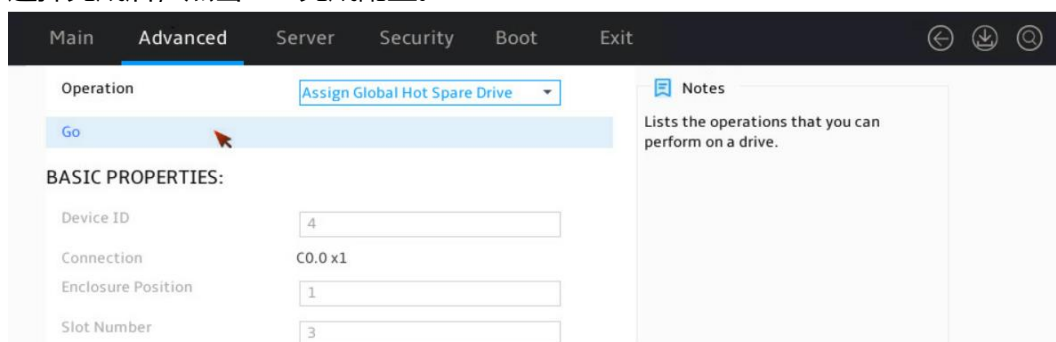 Main Advanced Server Security Boot Exit
Operation Assign Global Hot Spare Drive
Go
BASIC PROPERTIES:
Device ID 4
Connection C0.0 x1
Enclosure Position 1
Slot Number 3
Notes
Lists the operations that you can
perform on a drive.